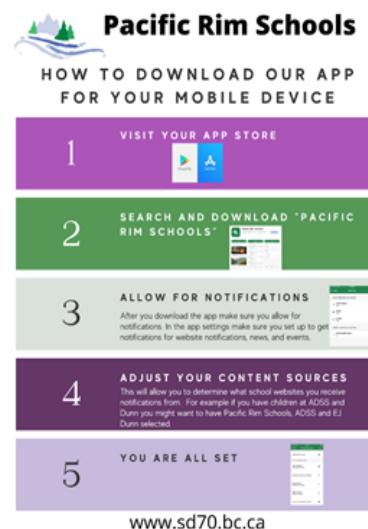 Pacific Rim Schools
HOW TO DOWNLOAD OUR APP
FOR YOUR MOBILE DEVICE
1
VISIT YOUR APP STORE
2
SEARCH AND DOWNLOAD "PACIFIC
RIM SCHOOLS"
3
ALLOW FOR NOTIFICATIONS
After you download the app make sure you allow for
notifications. In the app settings make sure you set up to get
notifications for website notifications, news, and events.
4
ADJUST YOUR CONTENT SOURCES
This will allow you to determine what school websites you receive
notifications from. For example if you have children at ADSS and
Dunn you might want to have Pacific Rim Schools, ADSS and EJ
Dunn selected.
5
YOU ARE ALL SET
www.sd70.bc.ca